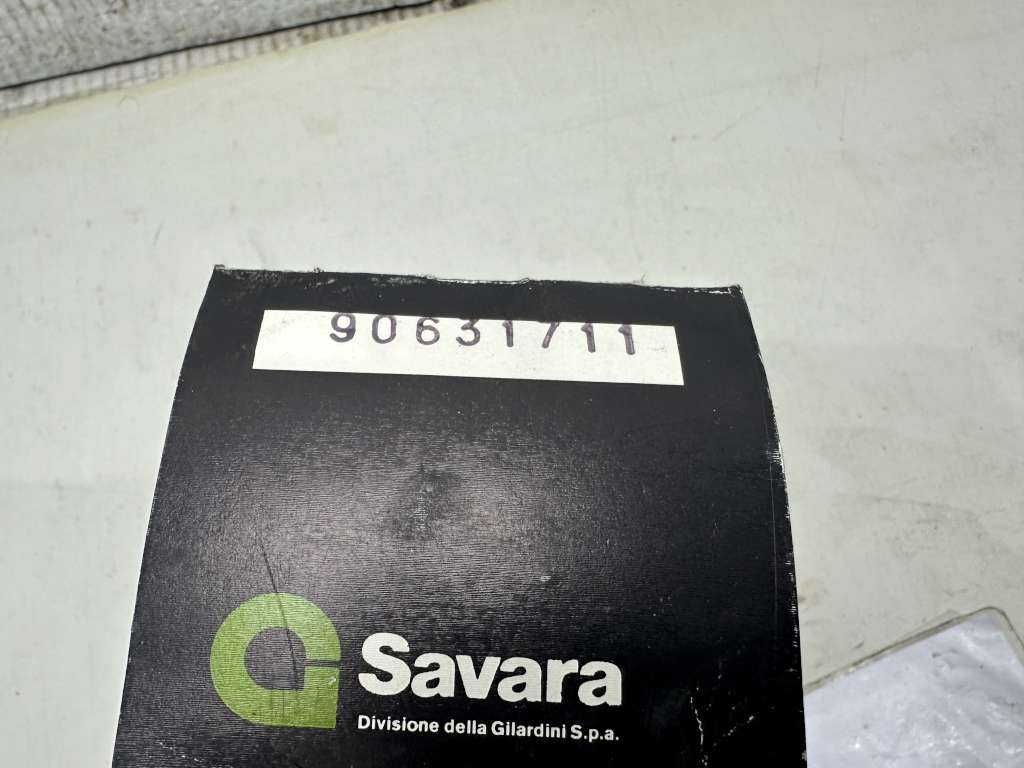 90631711
Savara
Divisione della Gilardini S.p.a.